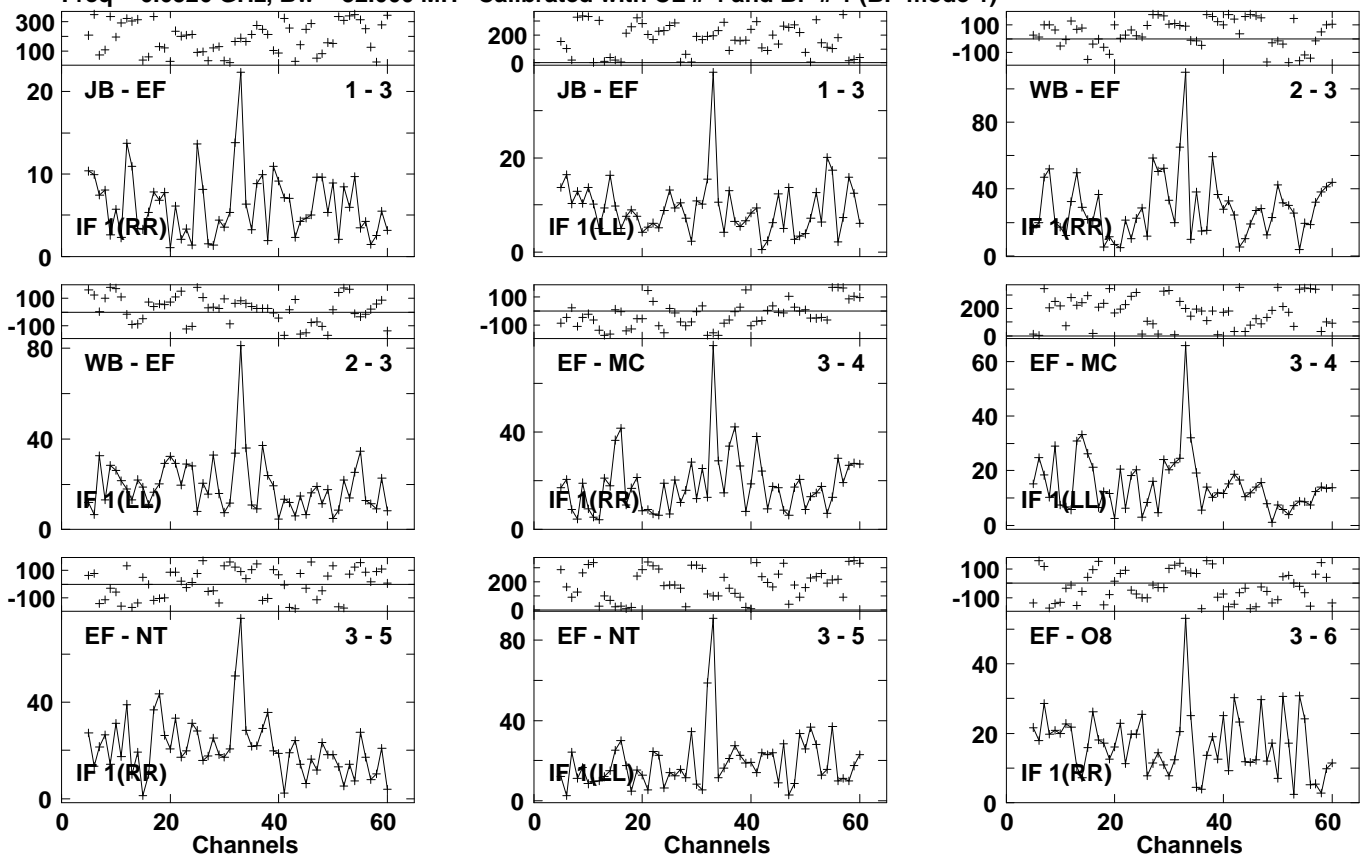 300
100
20
10
0
JB - EF 1 - 3
IF 1(RR)
0
20
0
JB - EF 1 - 3
IF 1(LL)
-100
80
40
0
WB - EF 2 - 3
IF 1(RR)
100
-100
80
40
0
WB - EF 2 - 3
IF 1(LL)
100
-100
40
0
EF - MC 3 - 4
IF 1(RR)
200
0
60
40
20
0
EF - MC 3 - 4
IF 1(LL)
100
-100
40
0
EF - NT 3 - 5
IF 1(RR)
200
0
80
40
0
EF - NT 3 - 5
IF 1(LL)
100
-100
40
20
0
EF - O8 3 - 6
IF 1(RR)
0 20 40 60
0 20 40 60
0 20 40 60
Channels
Channels
Channels